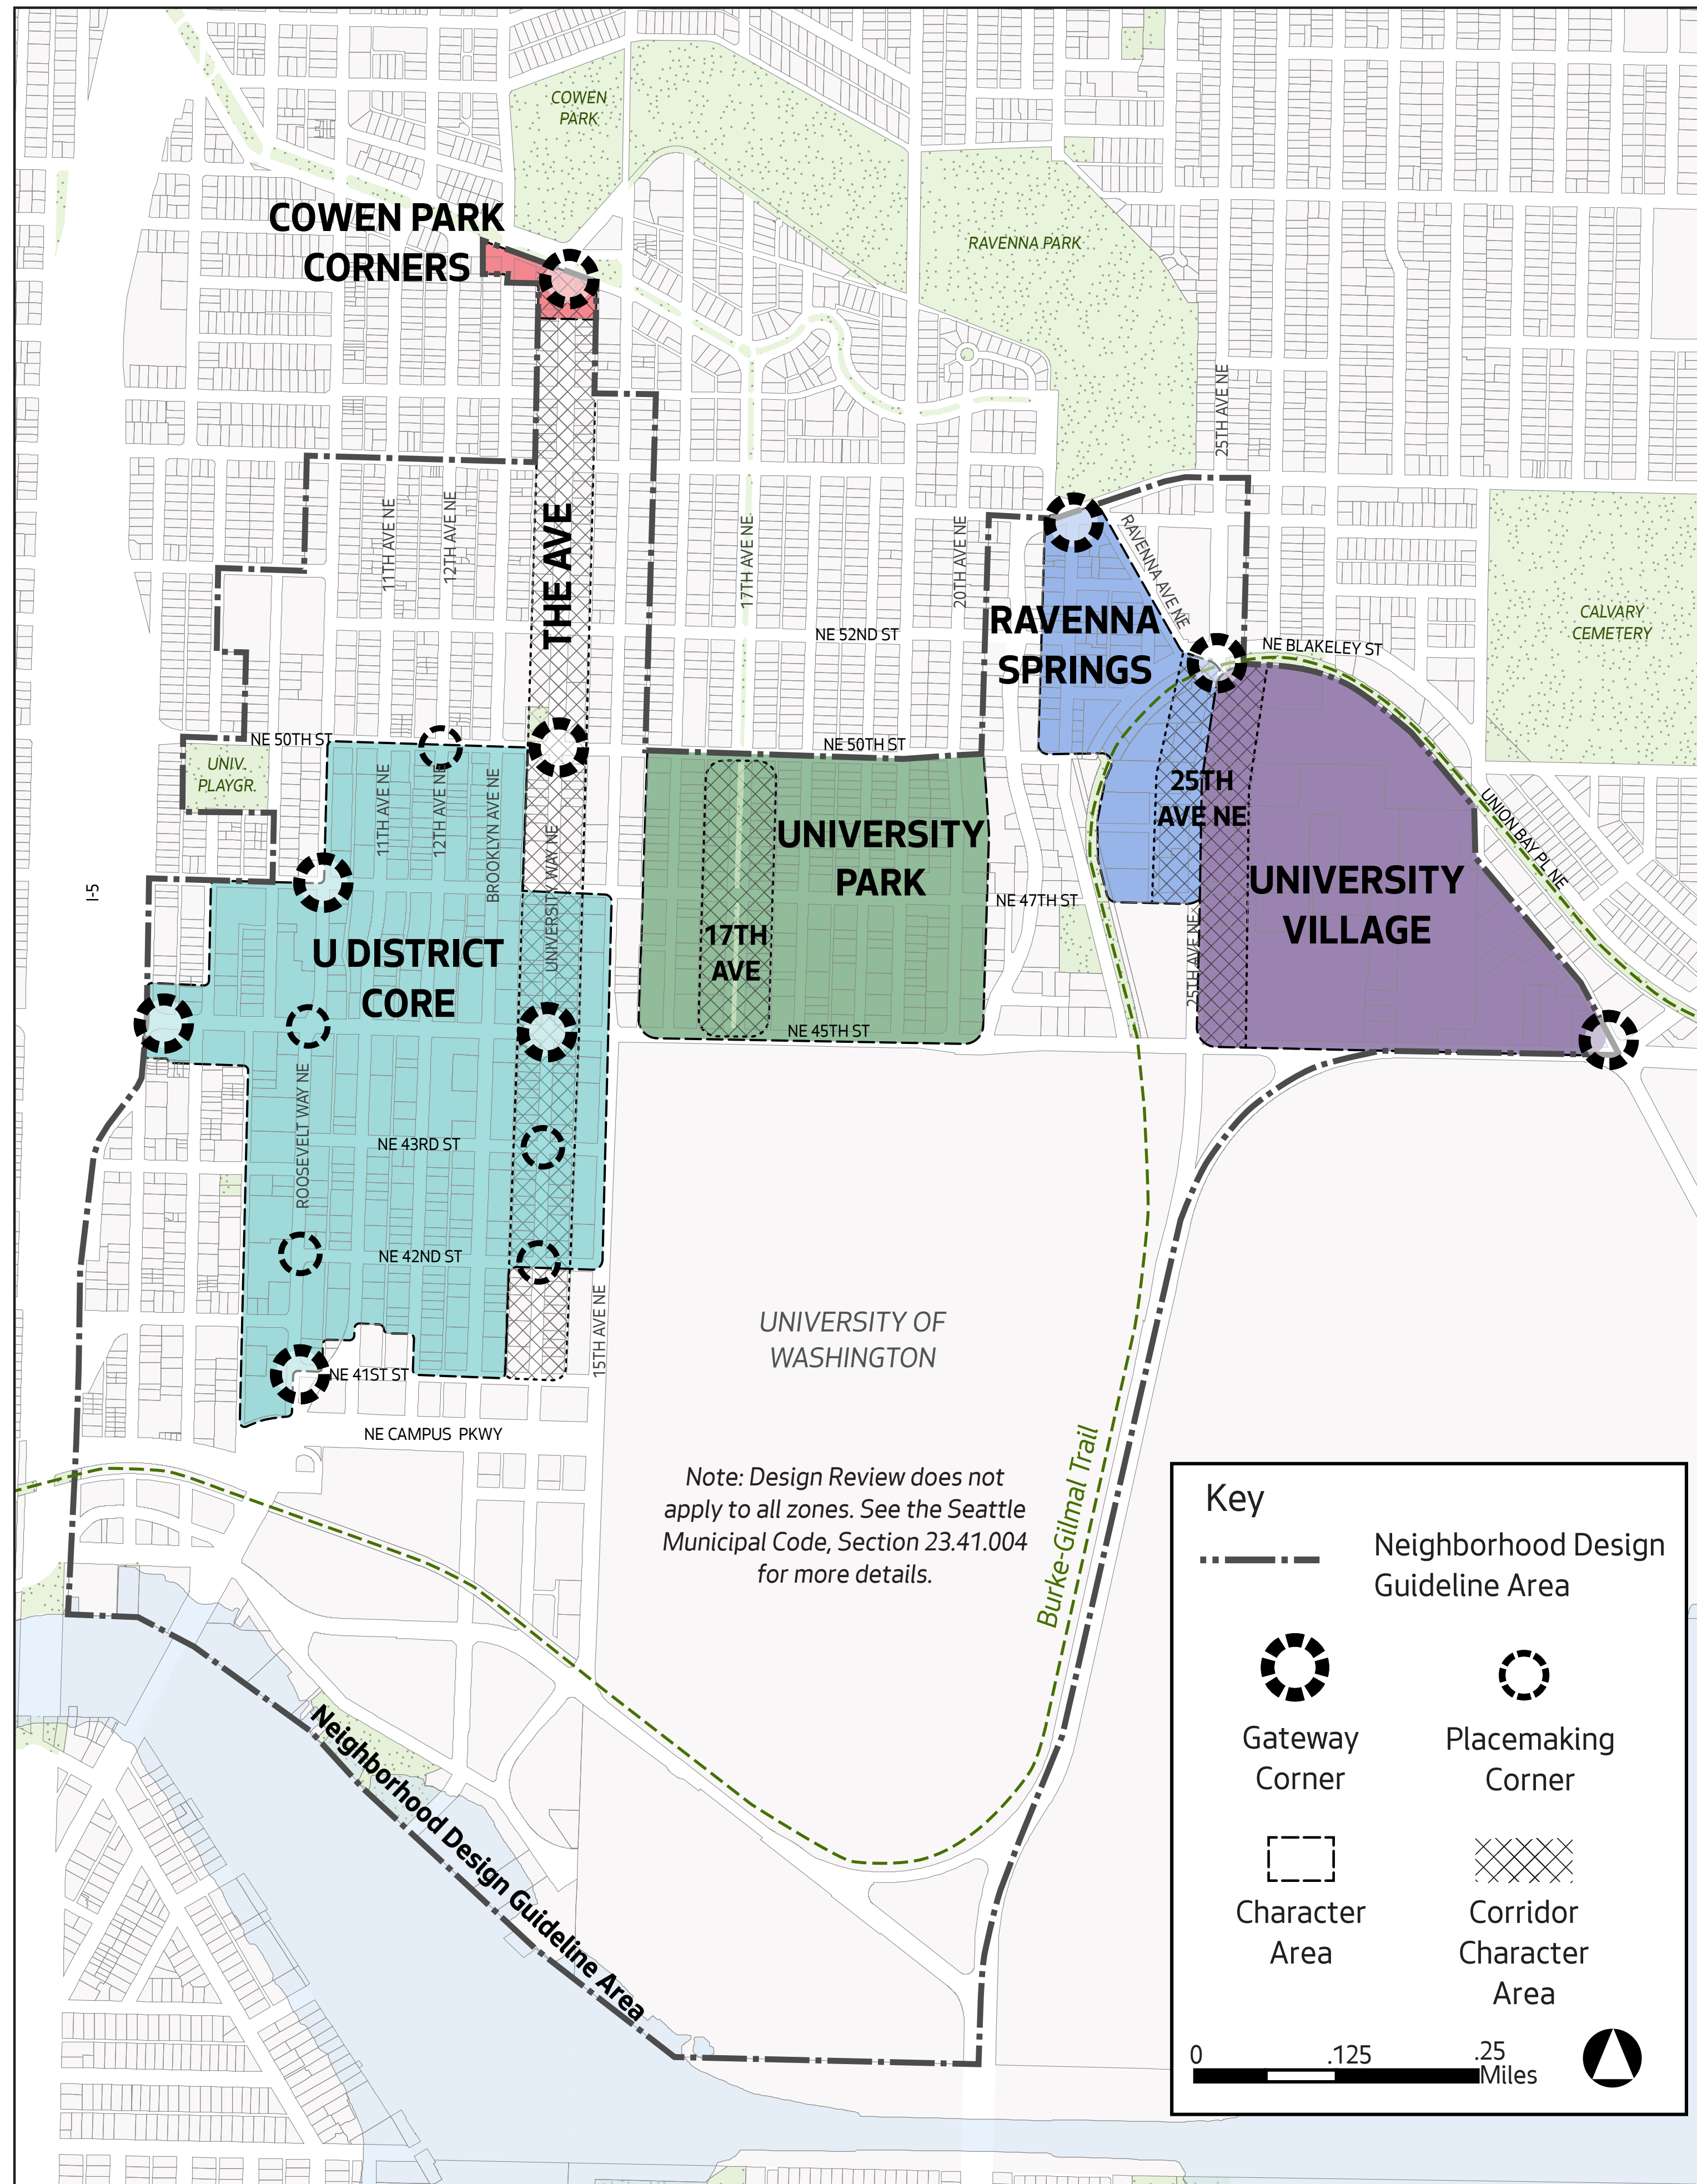 COWEN
PARK
COWEN PARK
CORNERS
RAVENNA PARK
25TH AVE NE
11TH AVE NE
12TH AVE NE
THE AVE
17TH AVE NE
20TH AVE NE
RAVENNA AVE NE
RAVENNA
SPRINGS
NE 52ND ST
NE BLAKELEY ST
CALVARY
CEMETERY
NE 50TH ST
NE 50TH ST
UNIV.
PLAYGR.
11TH AVE NE
12TH AVE NE
BROOKLYN AVE NE
UNIVERSITY WAY NE
UNIVERSITY
PARK
25TH
AVE NE
UNION BAY PL NE
I-5
NE 47TH ST
UNIVERSITY
VILLAGE
U DISTRICT
CORE
17TH
AVE
25TH AVE NE
NE 45TH ST
ROOSEVELT WAY NE
NE 43RD ST
NE 42ND ST
15TH AVE NE
NE 41ST ST
NE CAMPUS PKWY
UNIVERSITY OF
WASHINGTON
Note: Design Review does not
apply to all zones. See the Seattle
Municipal Code, Section 23.41.004
for more details.
Burke-Gilmal Trail
Neighborhood Design Guideline Area
Key
Neighborhood Design
Guideline Area
Gateway
Corner
Placemaking
Corner
Character
Area
Corridor
Character
Area
0 .125 .25
Miles